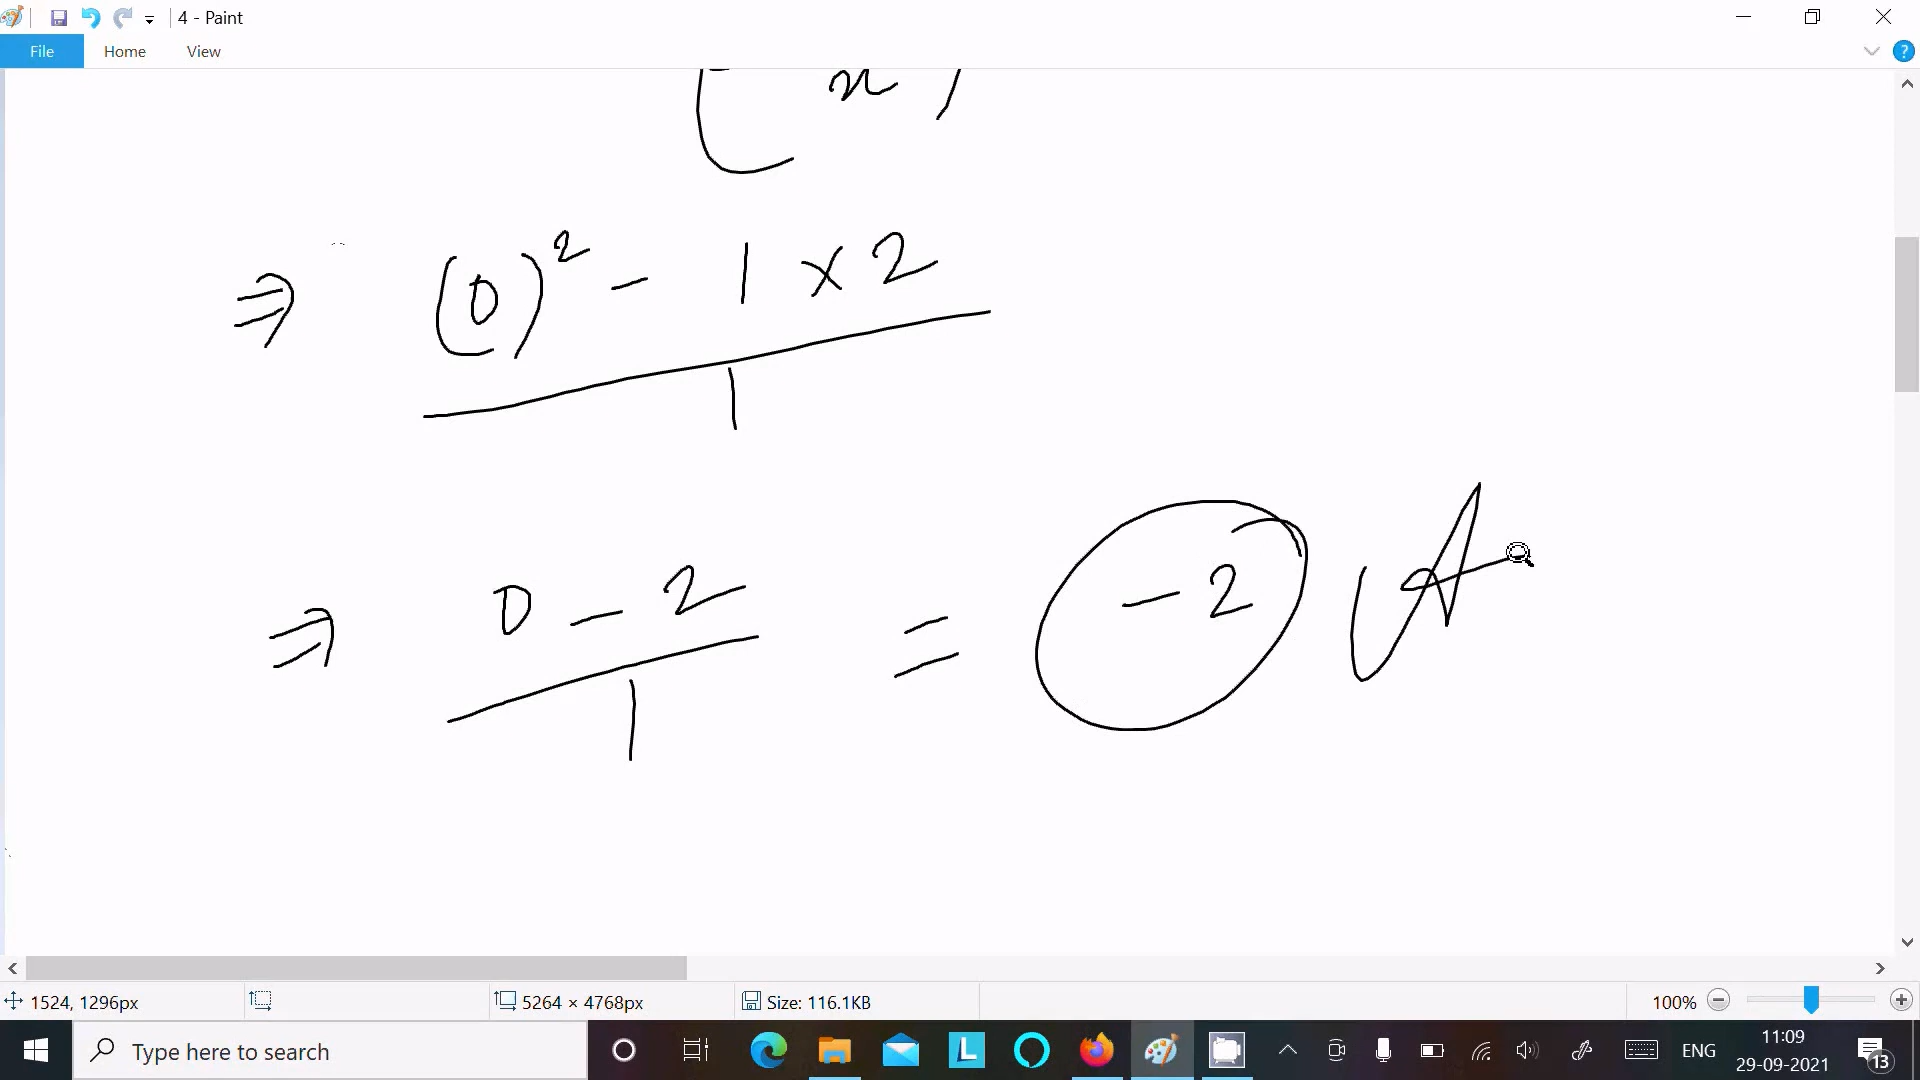 4 - Paint
File Home View
x
⇒ (0)² - 1 × 2
1
⇒ 0 - 2 = -2 A
1
1524, 1296px 5264 × 4768px Size: 116.1KB 100%
Type here to search L ENG 11:09
29-09-2021 13